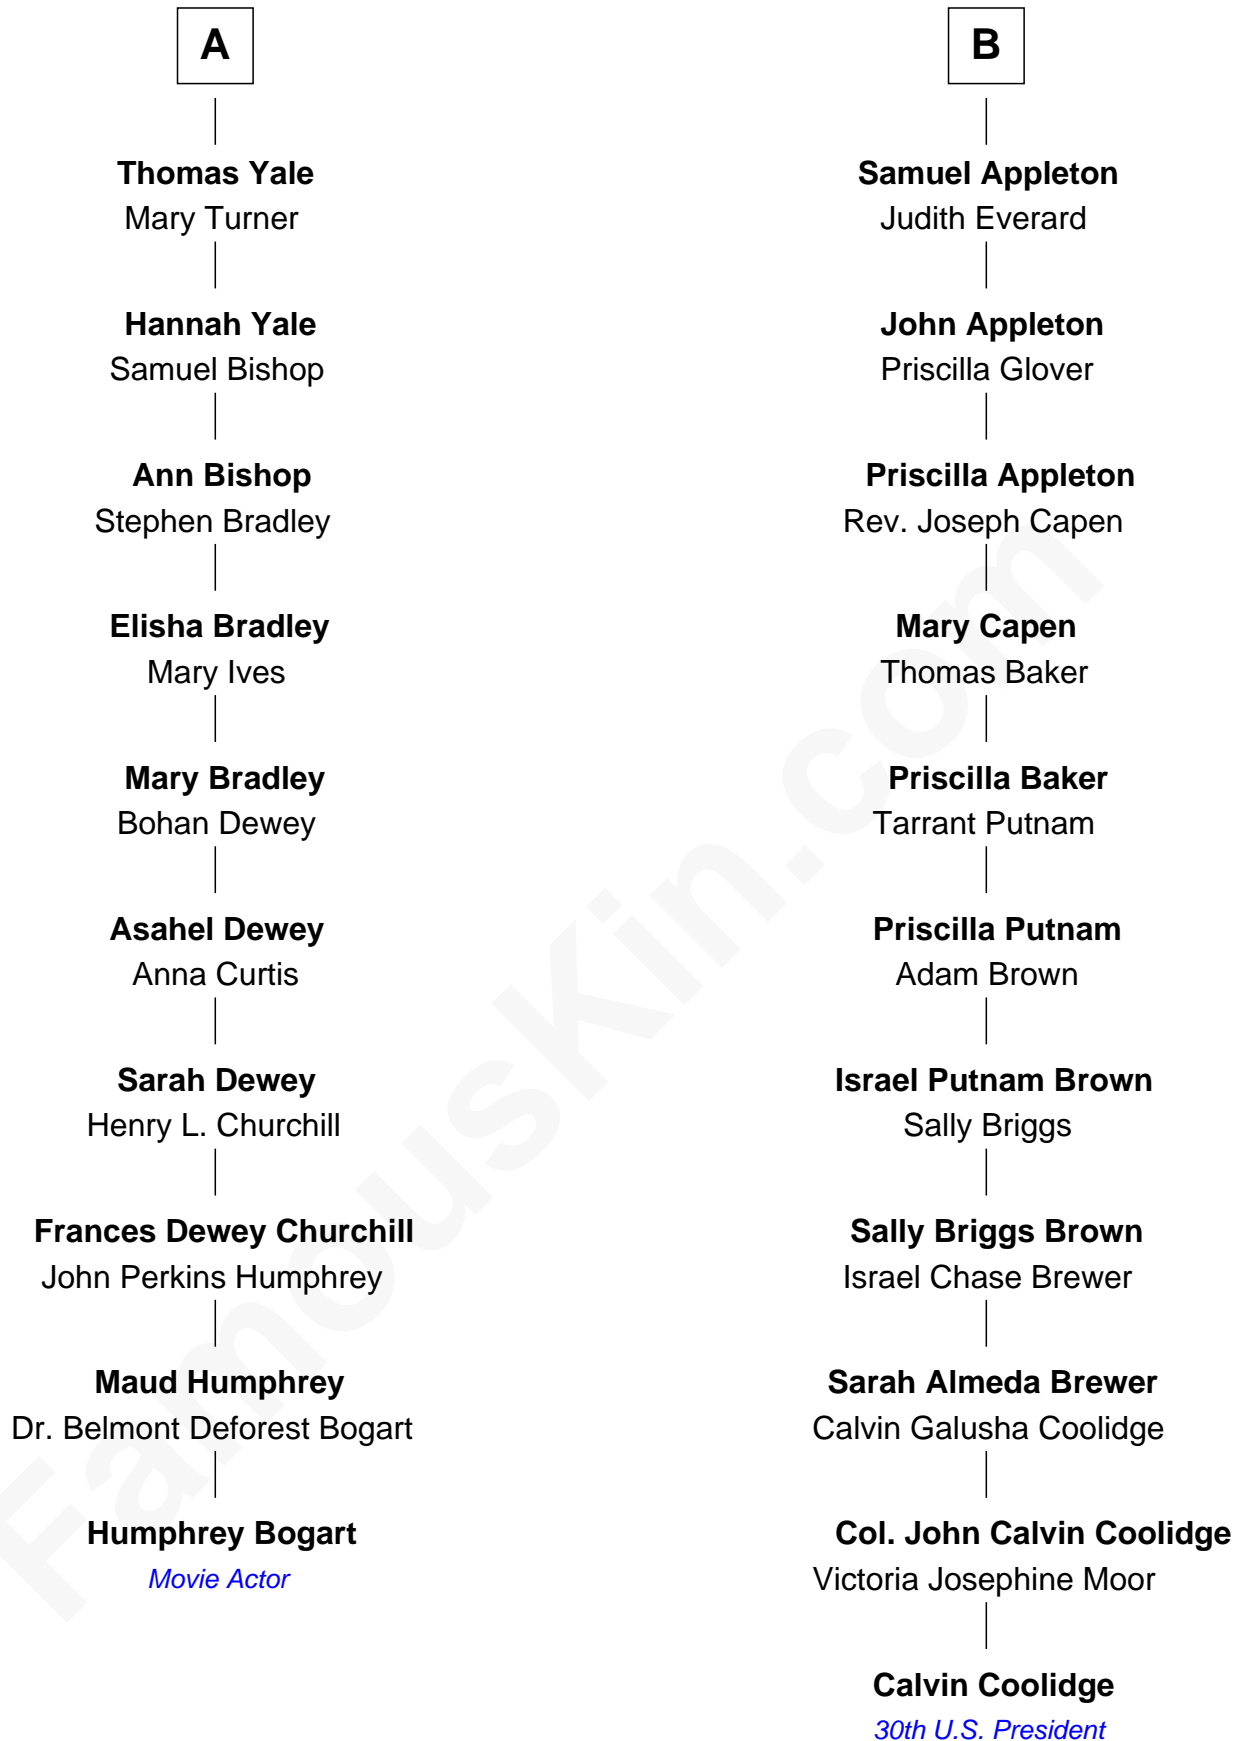 A
Thomas Yale
Mary Turner
Hannah Yale
Samuel Bishop
Ann Bishop
Stephen Bradley
Elisha Bradley
Mary Ives
Mary Bradley
Bohan Dewey
Asahel Dewey
Anna Curtis
Sarah Dewey
Henry L. Churchill
Frances Dewey Churchill
John Perkins Humphrey
Maud Humphrey
Dr. Belmont Deforest Bogart
Humphrey Bogart
Movie Actor
B
Samuel Appleton
Judith Everard
John Appleton
Priscilla Glover
Priscilla Appleton
Rev. Joseph Capen
Mary Capen
Thomas Baker
Priscilla Baker
Tarrant Putnam
Priscilla Putnam
Adam Brown
Israel Putnam Brown
Sally Briggs
Sally Briggs Brown
Israel Chase Brewer
Sarah Almeda Brewer
Calvin Galusha Coolidge
Col. John Calvin Coolidge
Victoria Josephine Moor
Calvin Coolidge
30th U.S. President
FamousKin.com